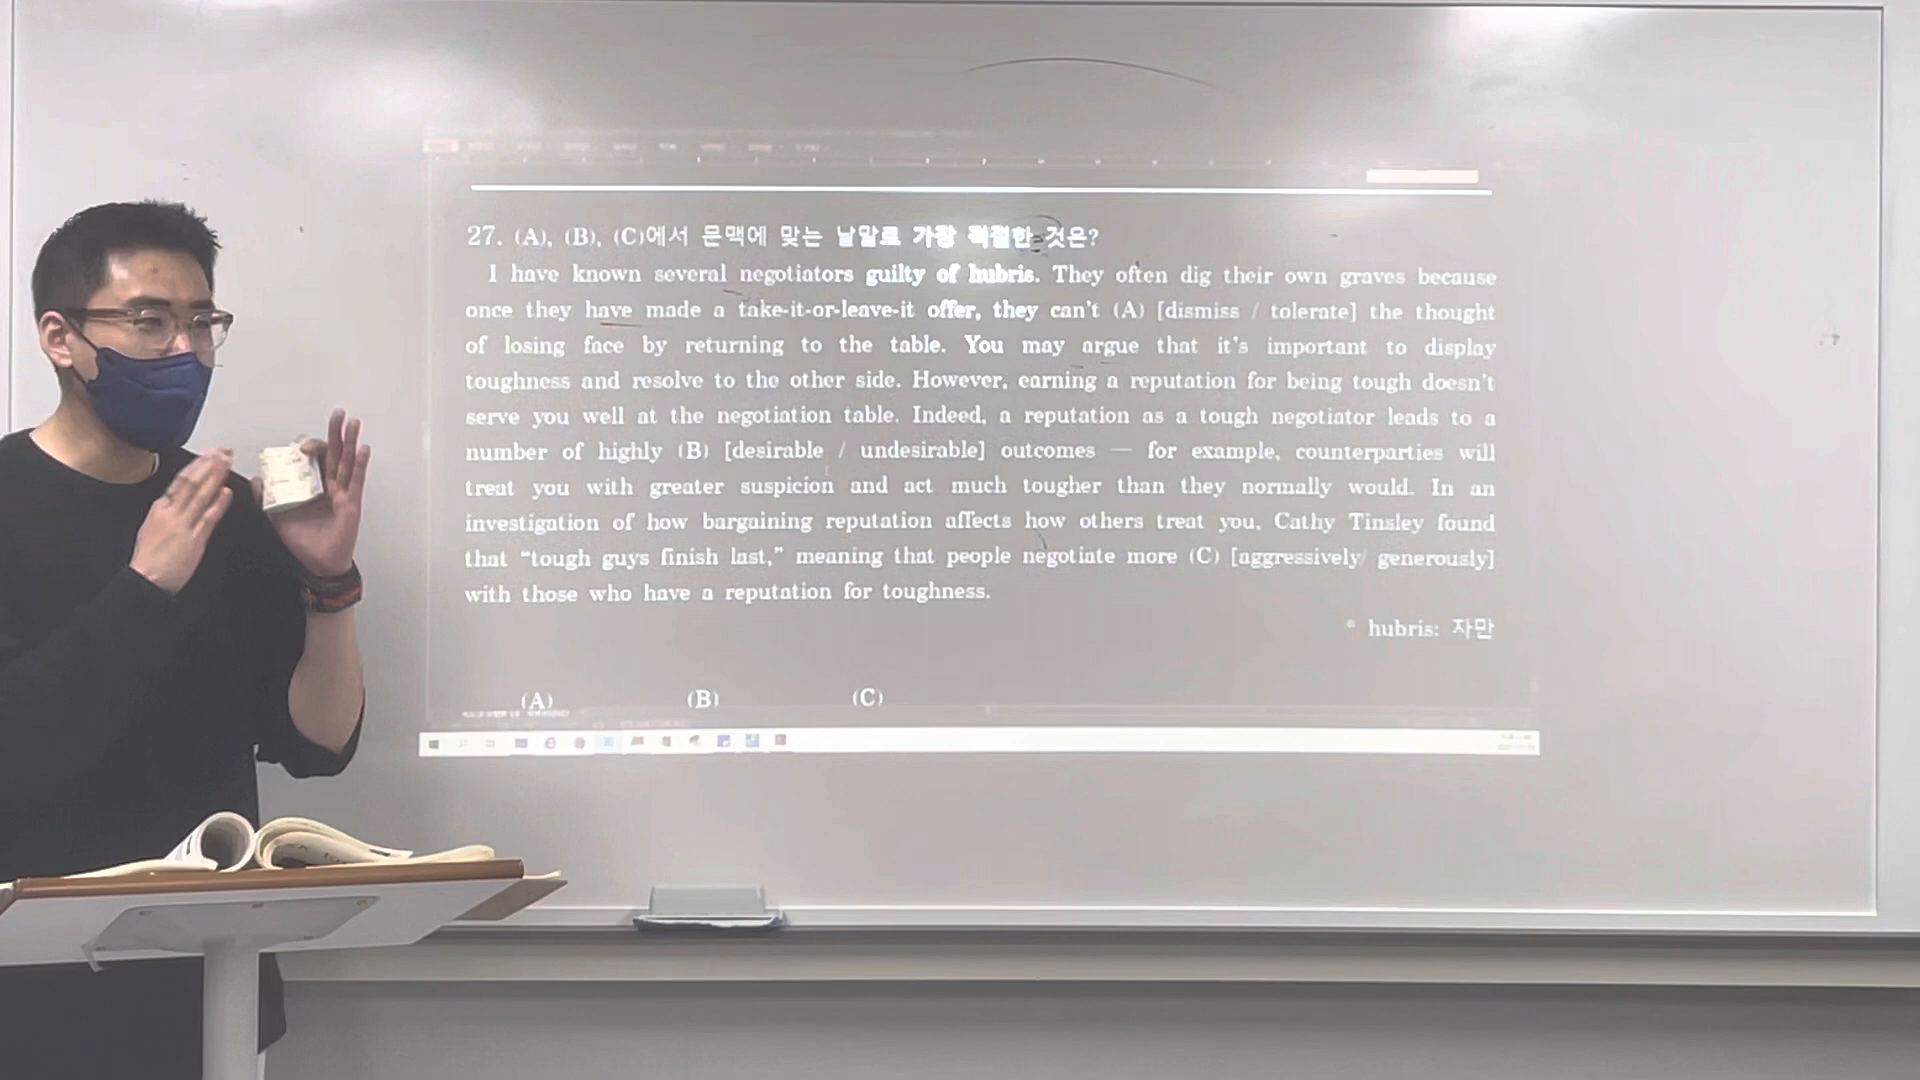 27. (A), (B), (C)에서 문맥에 맞는 낱말로 가장 적절한 것은?
I have known several negotiators guilty of hubris. They often dig their own graves because
once they have made a take-it-or-leave-it offer, they can't (A) [dismiss / tolerate] the thought
of losing face by returning to the table. You may argue that it's important to display
toughness and resolve to the other side. However, earning a reputation for being tough doesn't
serve you well at the negotiation table. Indeed, a reputation as a tough negotiator leads to a
number of highly (B) [desirable / undesirable] outcomes — for example, counterparties will
treat you with greater suspicion and act much tougher than they normally would. In an
investigation of how bargaining reputation affects how others treat you, Cathy Tinsley found
that “tough guys finish last,” meaning that people negotiate more (C) [aggressively/ generously]
with those who have a reputation for toughness.
* hubris: 자만
(A) (B) (C)